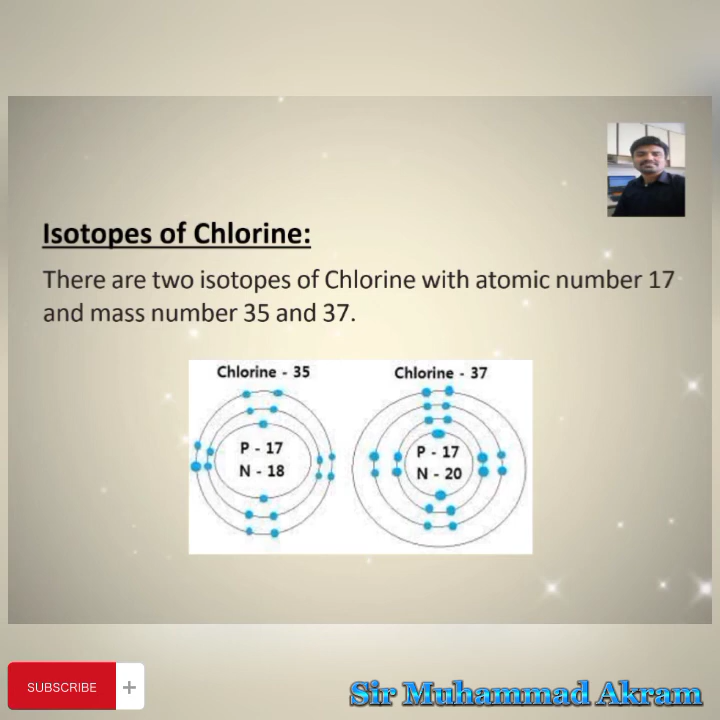 Isotopes of Chlorine:
There are two isotopes of Chlorine with atomic number 17
and mass number 35 and 37.
Chlorine - 35
Chlorine - 37
P - 17
N - 18
P - 17
N - 20
SUBSCRIBE +
Sir Muhammad Akram